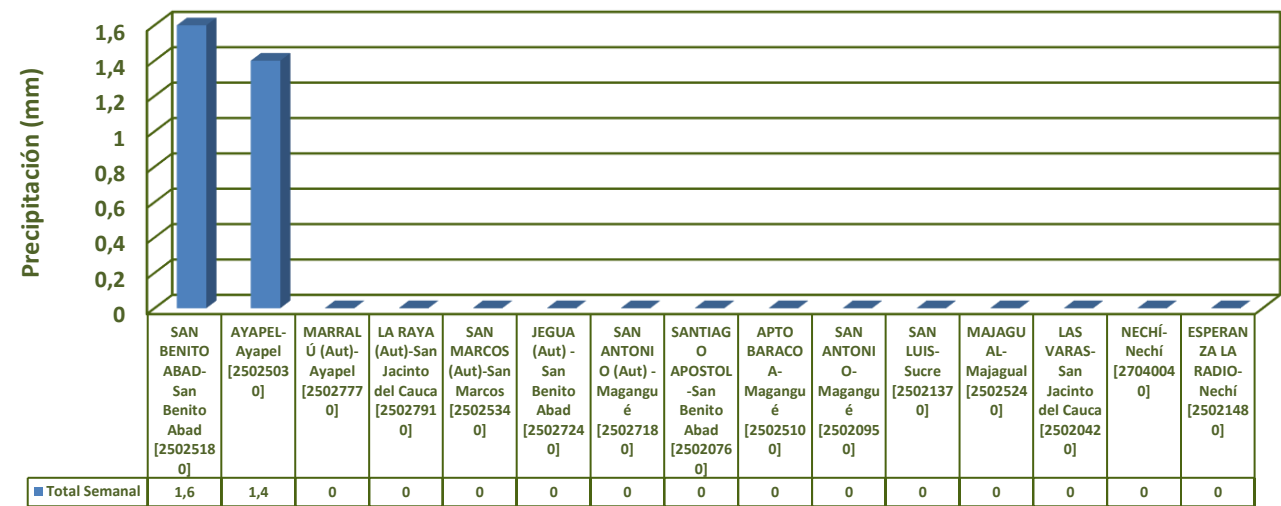 Precipitación (mm)
1,6
1,4
1,2
1
0,8
0,6
0,4
0,2
0
SAN
BENITO
ABAD-
San
Benito
Abad
[2502518
0]
AYAPEL-
Ayapel
[2502503
0]
MARRAL
Ú (Aut)-
Ayapel
[2502777
0]
LA RAYA
(Aut)-San
Jacinto
del Cauca
[2502791
0]
SAN
MARCOS
(Aut)-San
Marcos
[2502534
0]
JEGUA
(Aut) -
San
Benito
Abad
[2502724
0]
SAN
ANTONI
O (Aut) -
Magangu
é
[2502718
0]
SANTIAG
O
APOSTOL
-San
Benito
Abad
[2502076
0]
APTO
BARACO
A-
Magangu
é
[2502510
0]
SAN
ANTONI
O-
Magangu
é
[2502095
0]
SAN
LUIS-
Sucre
[2502137
0]
MAJAGU
AL-
Majagual
[2502524
0]
LAS
VARAS-
San
Jacinto
del Cauca
[2502042
0]
NECHÍ-
Nechí
[2704004
0]
ESPERAN
ZA LA
RADIO-
Nechí
[2502148
0]
Total Semanal 1,6 1,4 0 0 0 0 0 0 0 0 0 0 0 0 0